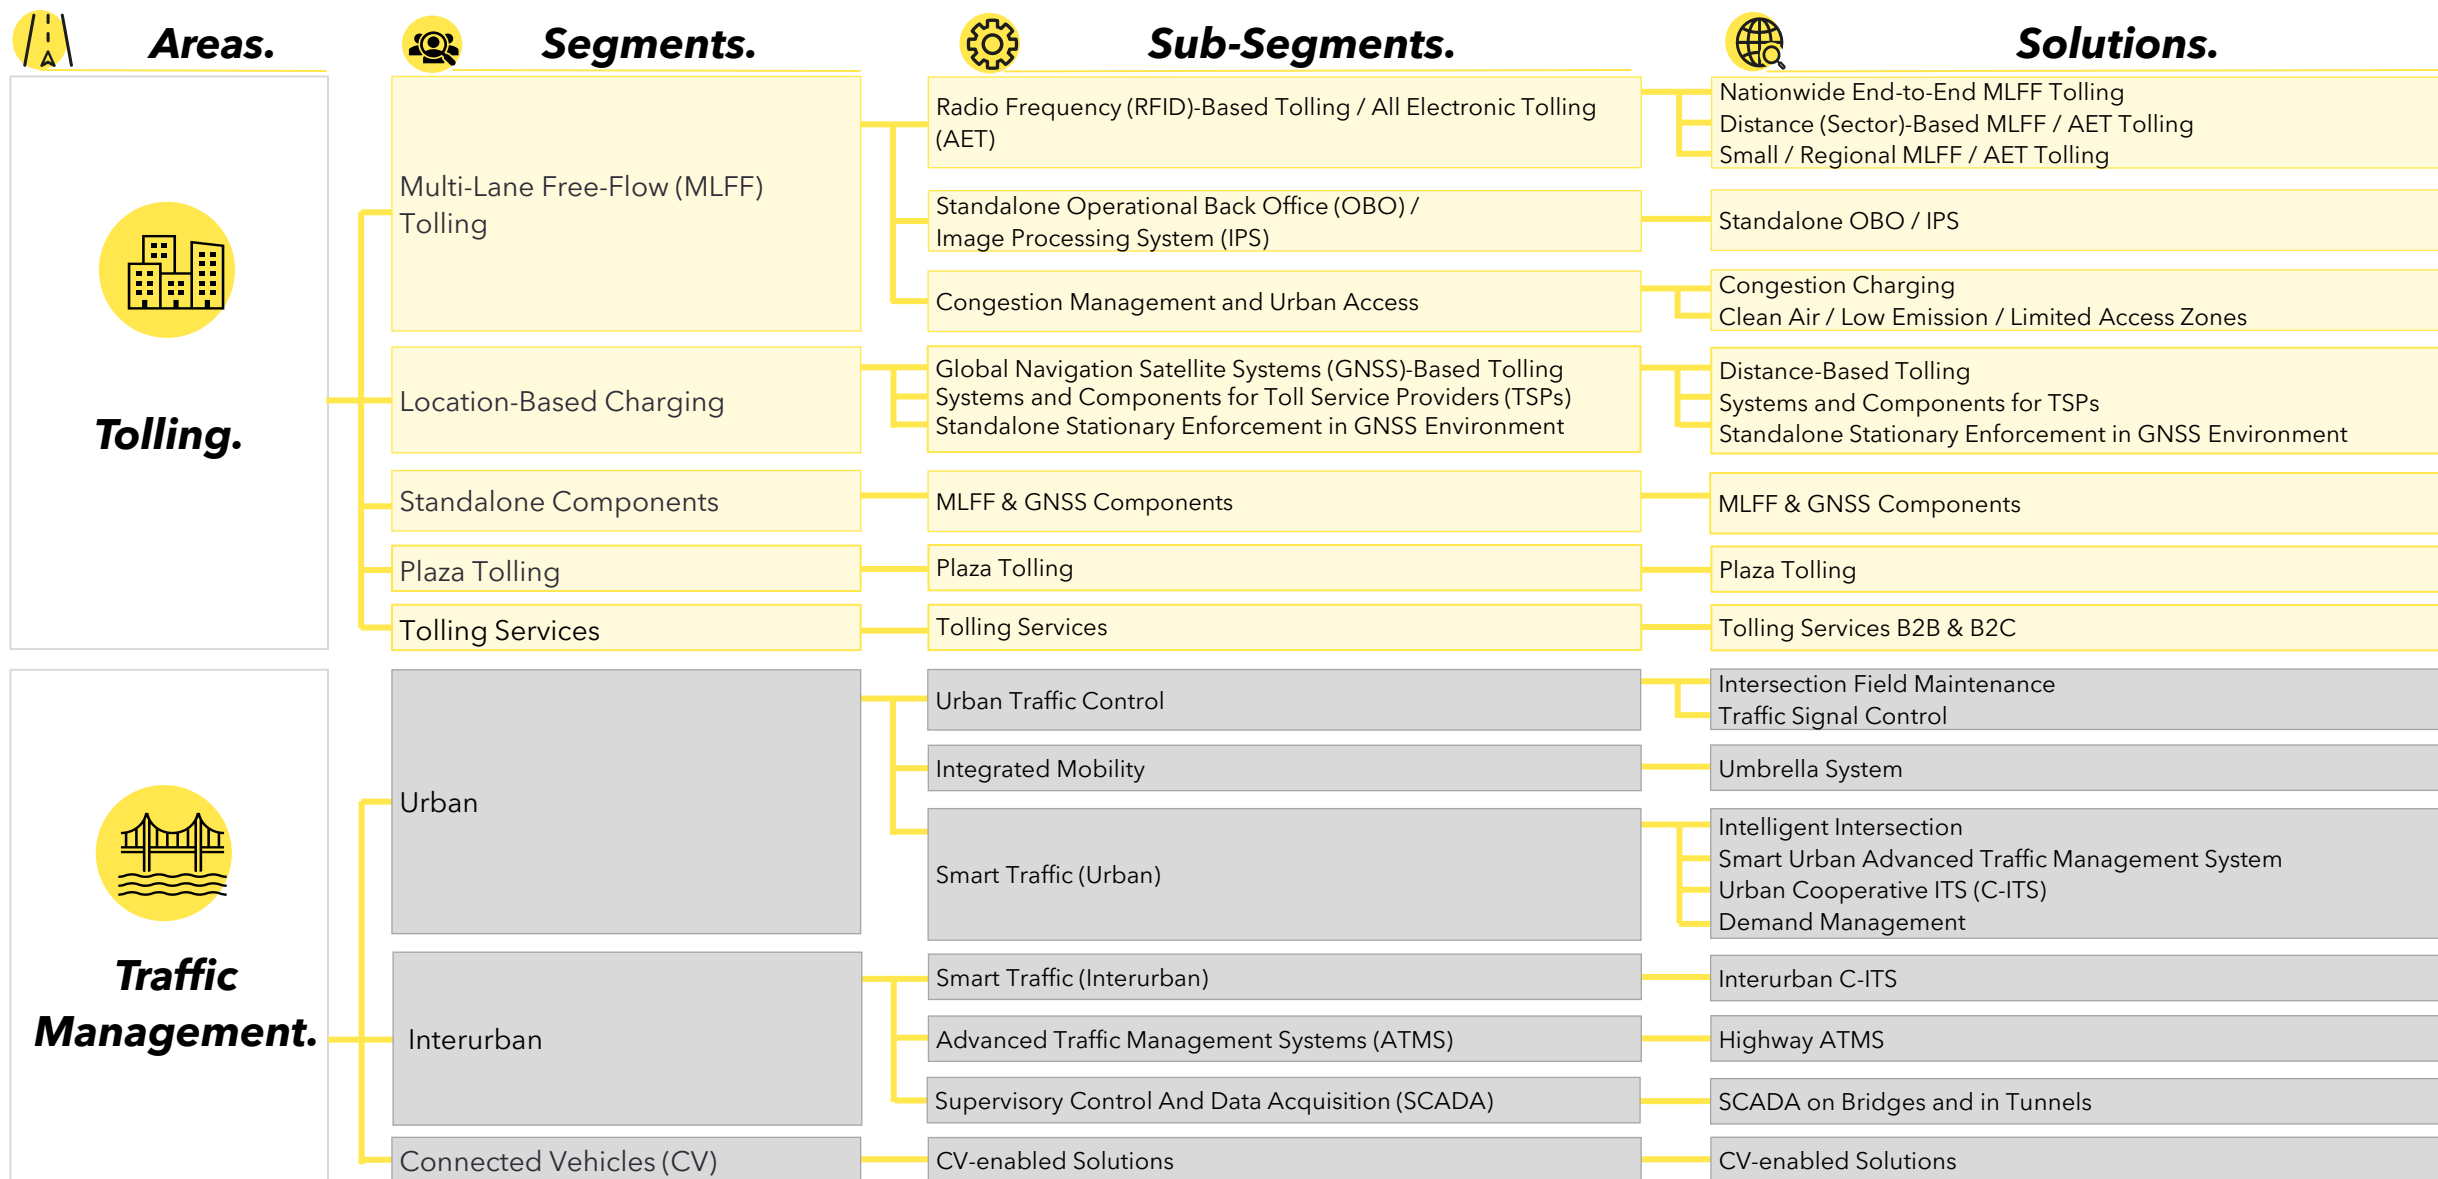 Areas.
Segments.
Sub-Segments.
Solutions.
Tolling.
Multi-Lane Free-Flow (MLFF)
Tolling
Radio Frequency (RFID)-Based Tolling / All Electronic Tolling
(AET)
Nationwide End-to-End MLFF Tolling
Distance (Sector)-Based MLFF / AET Tolling
Small / Regional MLFF / AET Tolling
Standalone Operational Back Office (OBO) /
Image Processing System (IPS)
Standalone OBO / IPS
Congestion Management and Urban Access
Congestion Charging
Clean Air / Low Emission / Limited Access Zones
Location-Based Charging
Global Navigation Satellite Systems (GNSS)-Based Tolling
Systems and Components for Toll Service Providers (TSPs)
Standalone Stationary Enforcement in GNSS Environment
Distance-Based Tolling
Systems and Components for TSPs
Standalone Stationary Enforcement in GNSS Environment
Standalone Components
MLFF & GNSS Components
MLFF & GNSS Components
Plaza Tolling
Plaza Tolling
Plaza Tolling
Tolling Services
Tolling Services
Tolling Services B2B & B2C
Traffic
Management.
Urban
Urban Traffic Control
Intersection Field Maintenance
Traffic Signal Control
Integrated Mobility
Umbrella System
Smart Traffic (Urban)
Intelligent Intersection
Smart Urban Advanced Traffic Management System
Urban Cooperative ITS (C-ITS)
Demand Management
Interurban
Smart Traffic (Interurban)
Interurban C-ITS
Advanced Traffic Management Systems (ATMS)
Highway ATMS
Supervisory Control And Data Acquisition (SCADA)
SCADA on Bridges and in Tunnels
Connected Vehicles (CV)
CV-enabled Solutions
CV-enabled Solutions